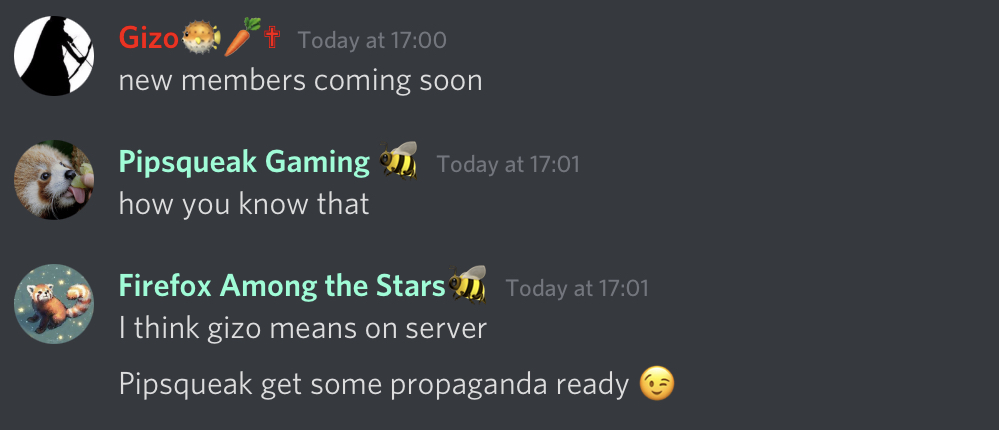 Gizo🐡🥕✝ Today at 17:00
new members coming soon
Pipsqueak Gaming 🐝 Today at 17:01
how you know that
Firefox Among the Stars🐝 Today at 17:01
I think gizo means on server
Pipsqueak get some propaganda ready 😉